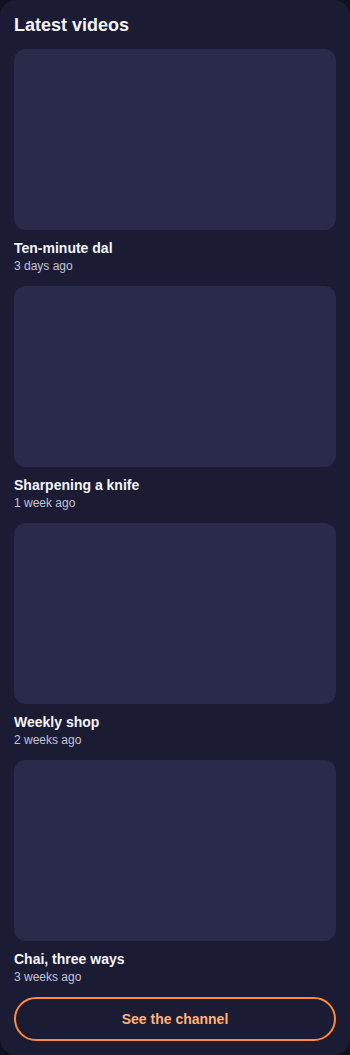 Latest videos
Ten-minute dal
3 days ago
Sharpening a knife
1 week ago
Weekly shop
2 weeks ago
Chai, three ways
3 weeks ago
See the channel